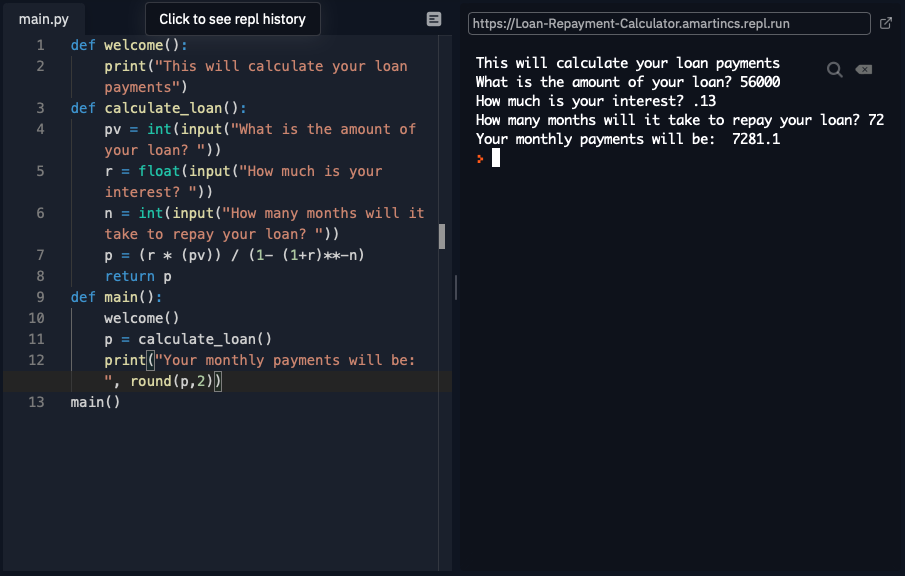 main.py
Click to see repl history
1 def welcome():
2 print("This will calculate your loan
payments")
3 def calculate_loan():
4 pv = int(input("What is the amount of
your loan? "))
5 r = float(input("How much is your
interest? "))
6 n = int(input("How many months will it
take to repay your loan? "))
7 p = (r * (pv)) / (1- (1+r)**-n)
8 return p
9 def main():
10 welcome()
11 p = calculate_loan()
12 print("Your monthly payments will be:
", round(p,2))
13 main()
https://Loan-Repayment-Calculator.amartincs.repl.run
This will calculate your loan payments
What is the amount of your loan? 56000
How much is your interest? .13
How many months will it take to repay your loan? 72
Your monthly payments will be:  7281.1
>